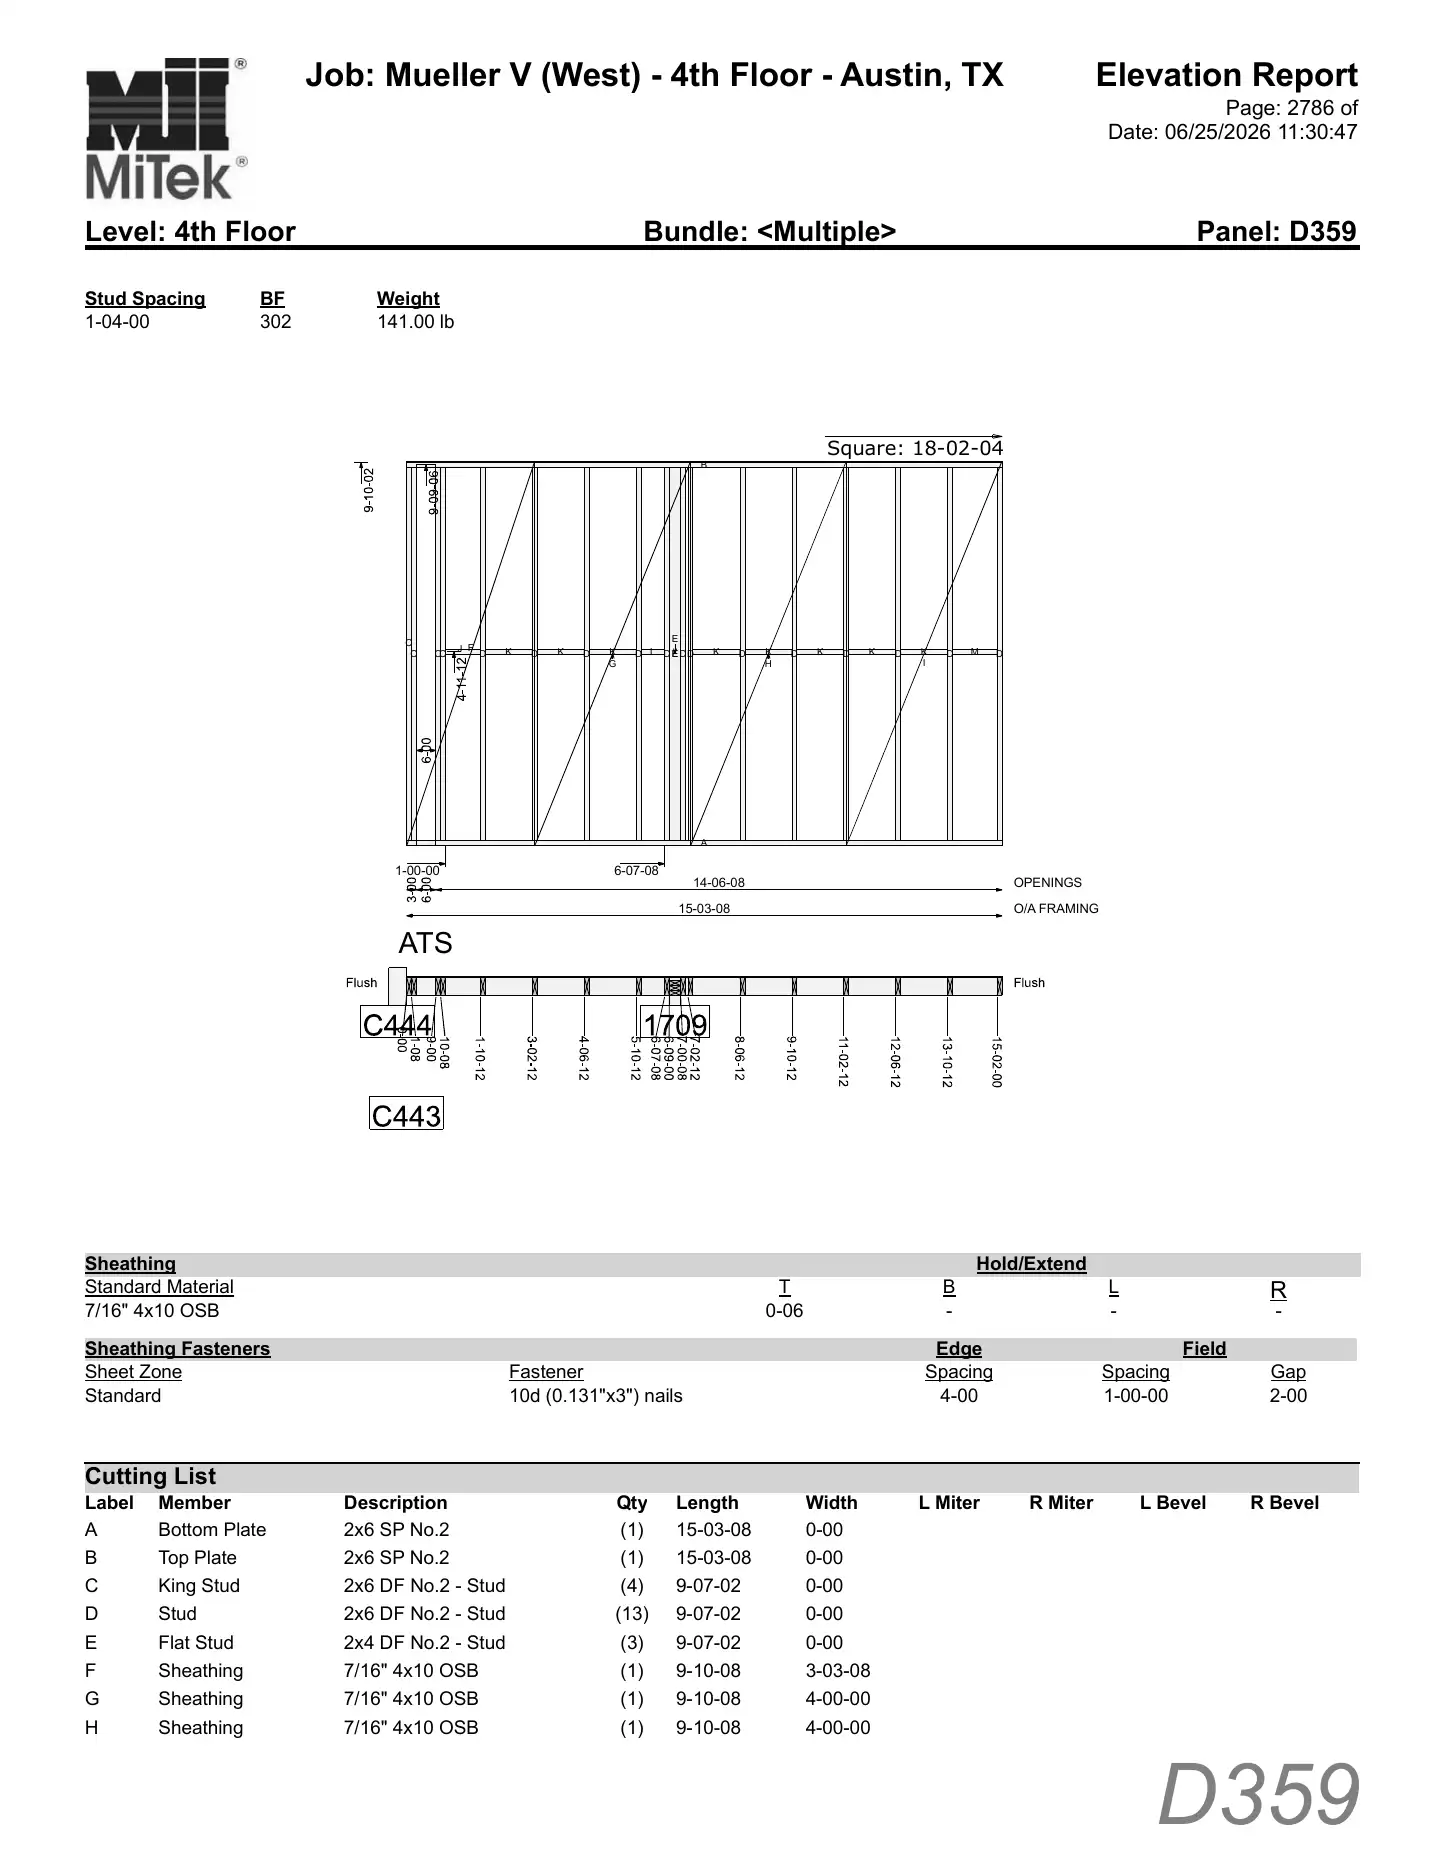 Job: Mueller V (West) - 4th Floor - Austin, TX
Elevation Report
Page: 2786 of
Date: 06/25/2026 11:30:47
MiTek®
Level: 4th Floor
Bundle: <Multiple>
Panel: D359
Stud Spacing BF Weight
1-04-00 302 141.00 lb
Square: 18-02-04
9-10-02
9-09-06
B
C
F
E
K K K K K K K M
G
H
I
4-11-12
6-00
A
1-00-00 6-07-08
3-00 6-00 14-06-08 OPENINGS
15-03-08 O/A FRAMING
ATS
Flush Flush
C444 1709
1-08 9-00 10-08 1-10-12 3-02-12 4-06-12 5-10-12 6-07-08 6-09-00 7-00-08 7-02-12 8-06-12 9-10-12 11-02-12 12-06-12 13-10-12 15-02-00
C443
Sheathing Hold/Extend
Standard Material T B L R
7/16" 4x10 OSB 0-06 - - -
Sheathing Fasteners Edge Field
Sheet Zone Fastener Spacing Spacing Gap
Standard 10d (0.131"x3") nails 4-00 1-00-00 2-00
Cutting List
Label Member Description Qty Length Width L Miter R Miter L Bevel R Bevel
A Bottom Plate 2x6 SP No.2 (1) 15-03-08 0-00
B Top Plate 2x6 SP No.2 (1) 15-03-08 0-00
C King Stud 2x6 DF No.2 - Stud (4) 9-07-02 0-00
D Stud 2x6 DF No.2 - Stud (13) 9-07-02 0-00
E Flat Stud 2x4 DF No.2 - Stud (3) 9-07-02 0-00
F Sheathing 7/16" 4x10 OSB (1) 9-10-08 3-03-08
G Sheathing 7/16" 4x10 OSB (1) 9-10-08 4-00-00
H Sheathing 7/16" 4x10 OSB (1) 9-10-08 4-00-00
D359